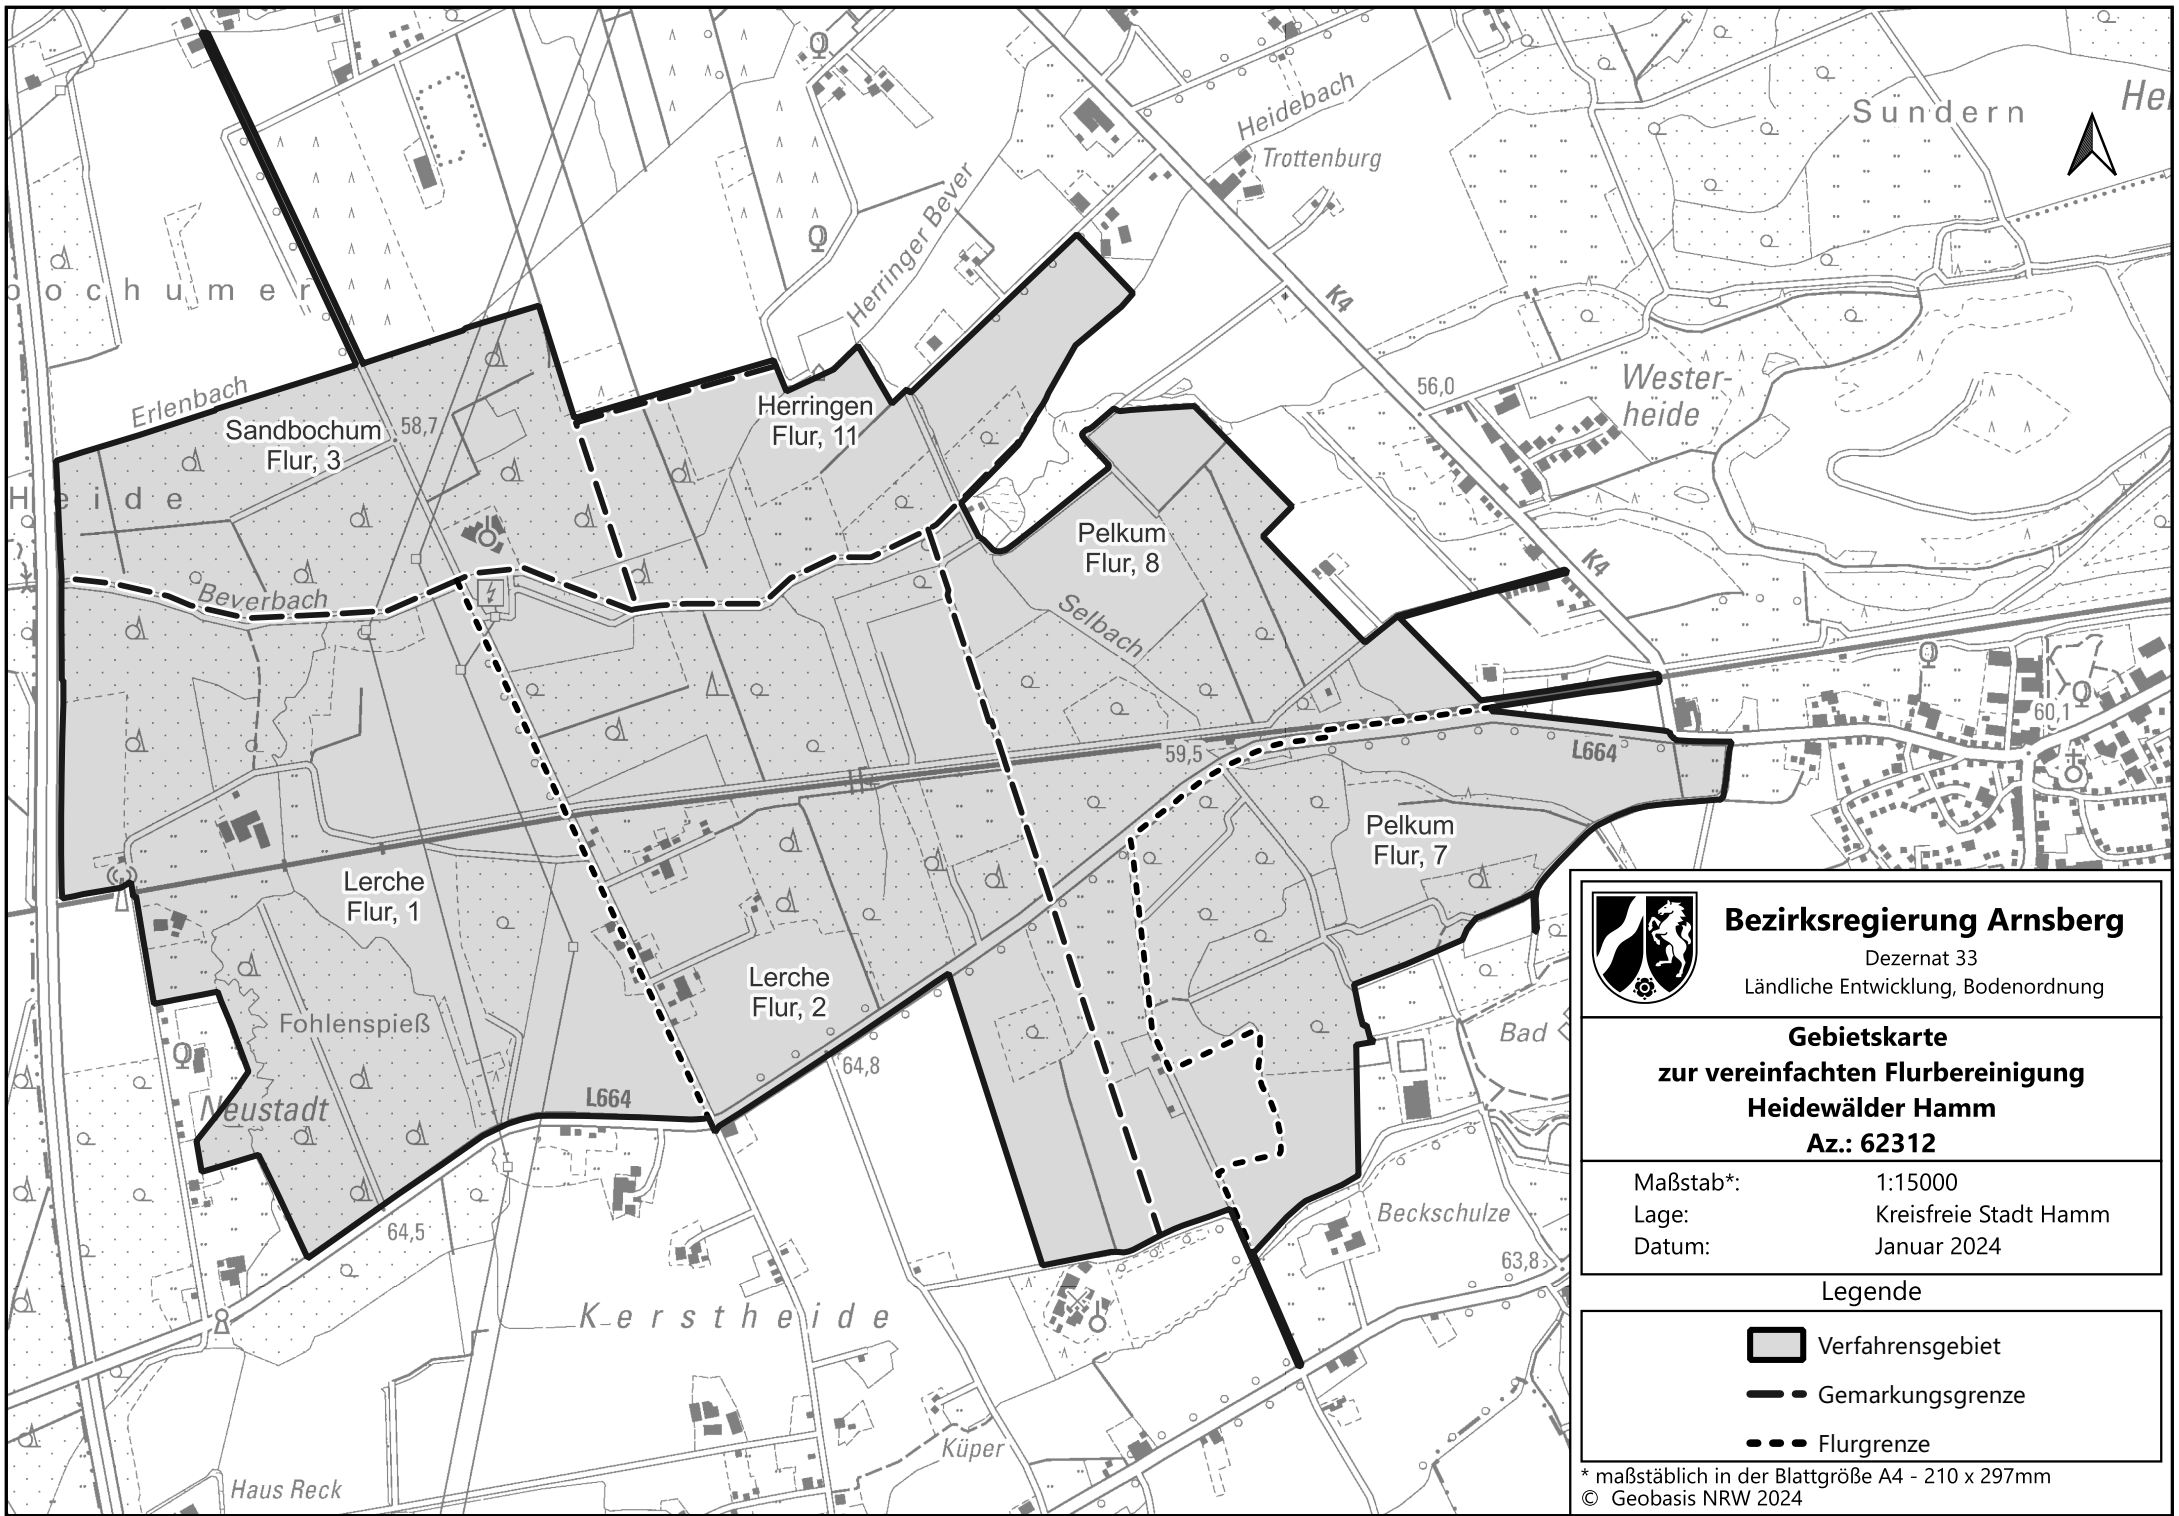 Sundern
Heidebach
Trottenburg
Herringer Bever
bochumer
Heide
K4
Erlenbach
Sandbochum
Flur, 3
58,7
Herringen
Flur, 11
56,0
Wester-
heide
Pelkum
Flur, 8
K4
Beverbach
Selbach
59,5
L664
60,1
Pelkum
Flur, 7
Lerche
Flur, 1
Lerche
Flur, 2
Fohlenspieß
Neustadt
L664
64,8
64,5
Bad
Beckschulze
63,8
Kerstheide
Küper
Haus Reck
Bezirksregierung Arnsberg
Dezernat 33
Ländliche Entwicklung, Bodenordnung
Gebietskarte
zur vereinfachten Flurbereinigung
Heidewälder Hamm
Az.: 62312
Maßstab*: 1:15000
Lage: Kreisfreie Stadt Hamm
Datum: Januar 2024
Legende
Verfahrensgebiet
Gemarkungsgrenze
Flurgrenze
* maßstäblich in der Blattgröße A4 - 210 x 297mm
© Geobasis NRW 2024